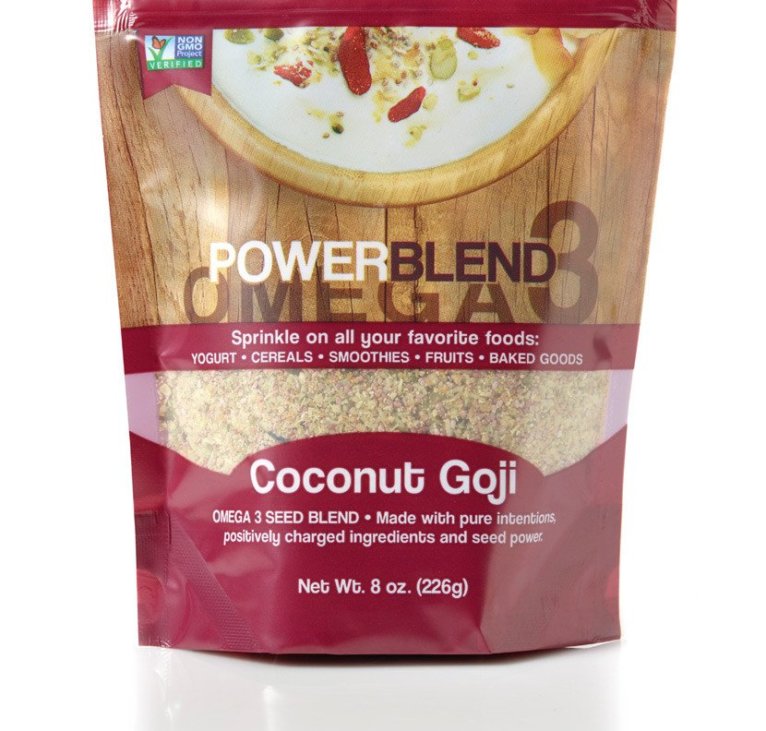 NON
GMO
Project
VERIFIED
POWERBLEND
OMEGA 3
Sprinkle on all your favorite foods:
YOGURT • CEREALS • SMOOTHIES • FRUITS • BAKED GOODS
Coconut Goji
OMEGA 3 SEED BLEND • Made with pure intentions,
positively charged ingredients and seed power.
Net Wt. 8 oz. (226g)